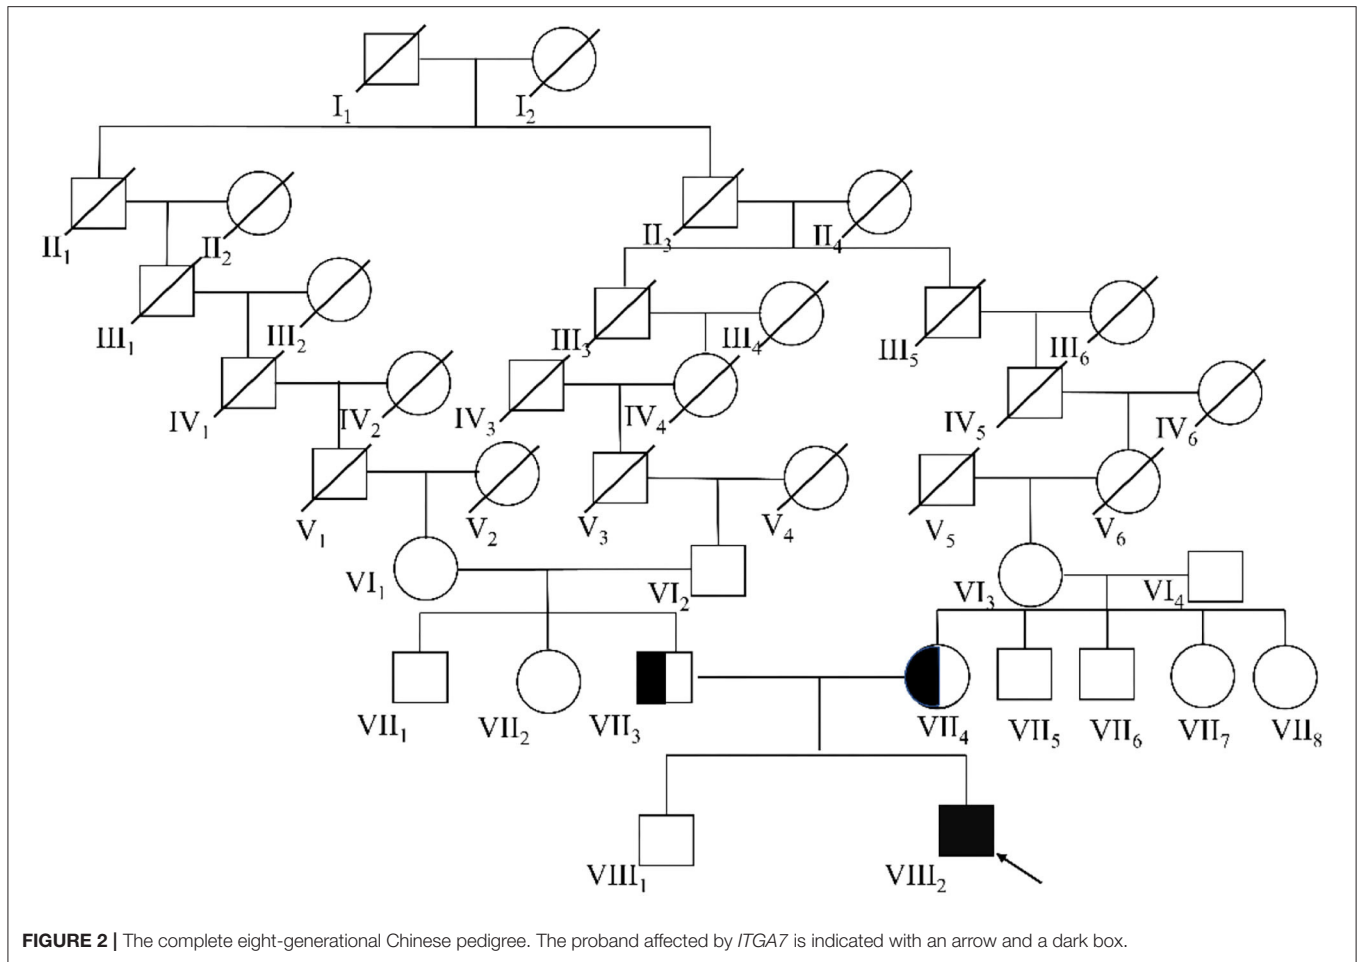 I1 I2
II1 II2 II3 II4
III1 III2 III3 III4 III5 III6
IV1 IV2 IV3 IV4 IV5 IV6
V1 V2 V3 V4 V5 V6
VI1 VI2 VI3 VI4
VII1 VII2 VII3 VII4 VII5 VII6 VII7 VII8
VIII1 VIII2
FIGURE 2 | The complete eight-generational Chinese pedigree. The proband affected by ITGA7 is indicated with an arrow and a dark box.